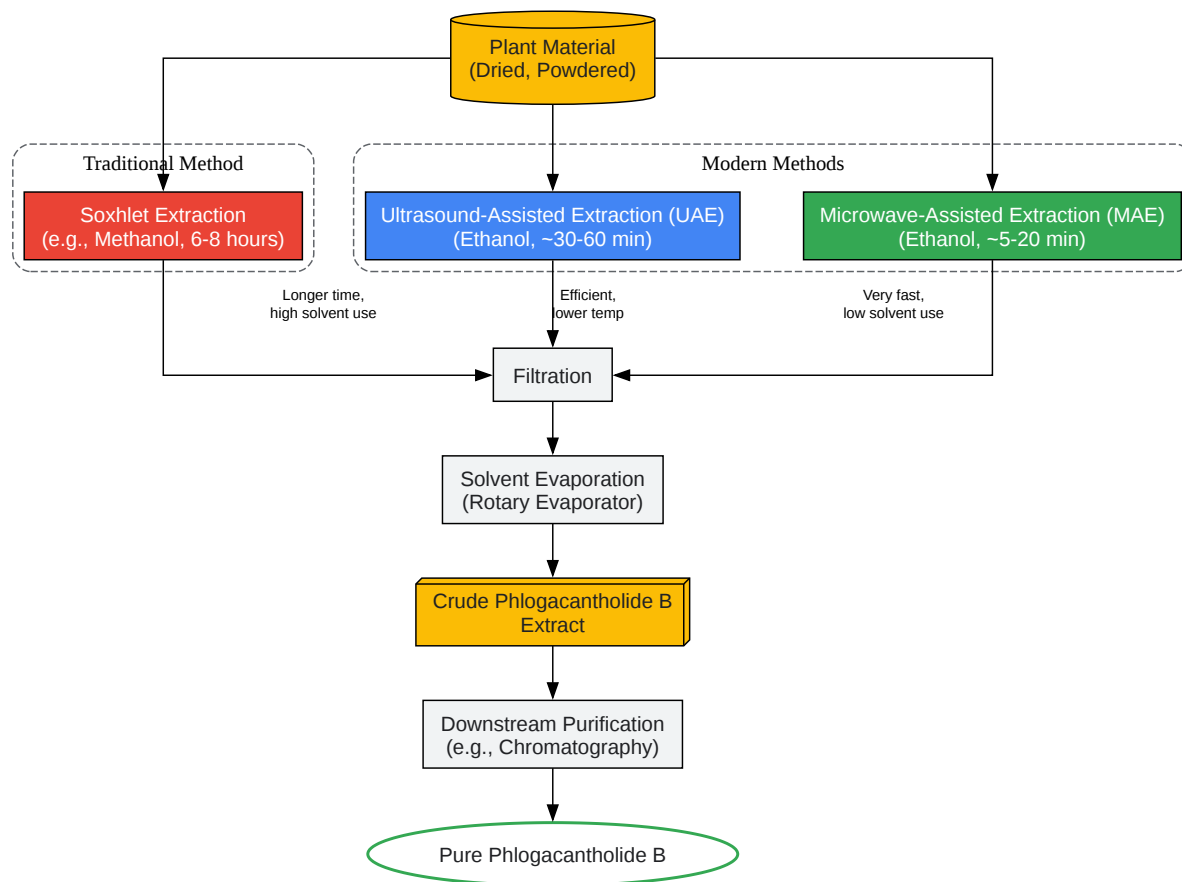 Plant Material
(Dried, Powdered)
Traditional Method
Modern Methods
Soxhlet Extraction
(e.g., Methanol, 6-8 hours)
Ultrasound-Assisted Extraction (UAE)
(Ethanol, ~30-60 min)
Microwave-Assisted Extraction (MAE)
(Ethanol, ~5-20 min)
Longer time,
high solvent use
Efficient,
lower temp
Very fast,
low solvent use
Filtration
Solvent Evaporation
(Rotary Evaporator)
Crude Phlogacantholide B
Extract
Downstream Purification
(e.g., Chromatography)
Pure Phlogacantholide B